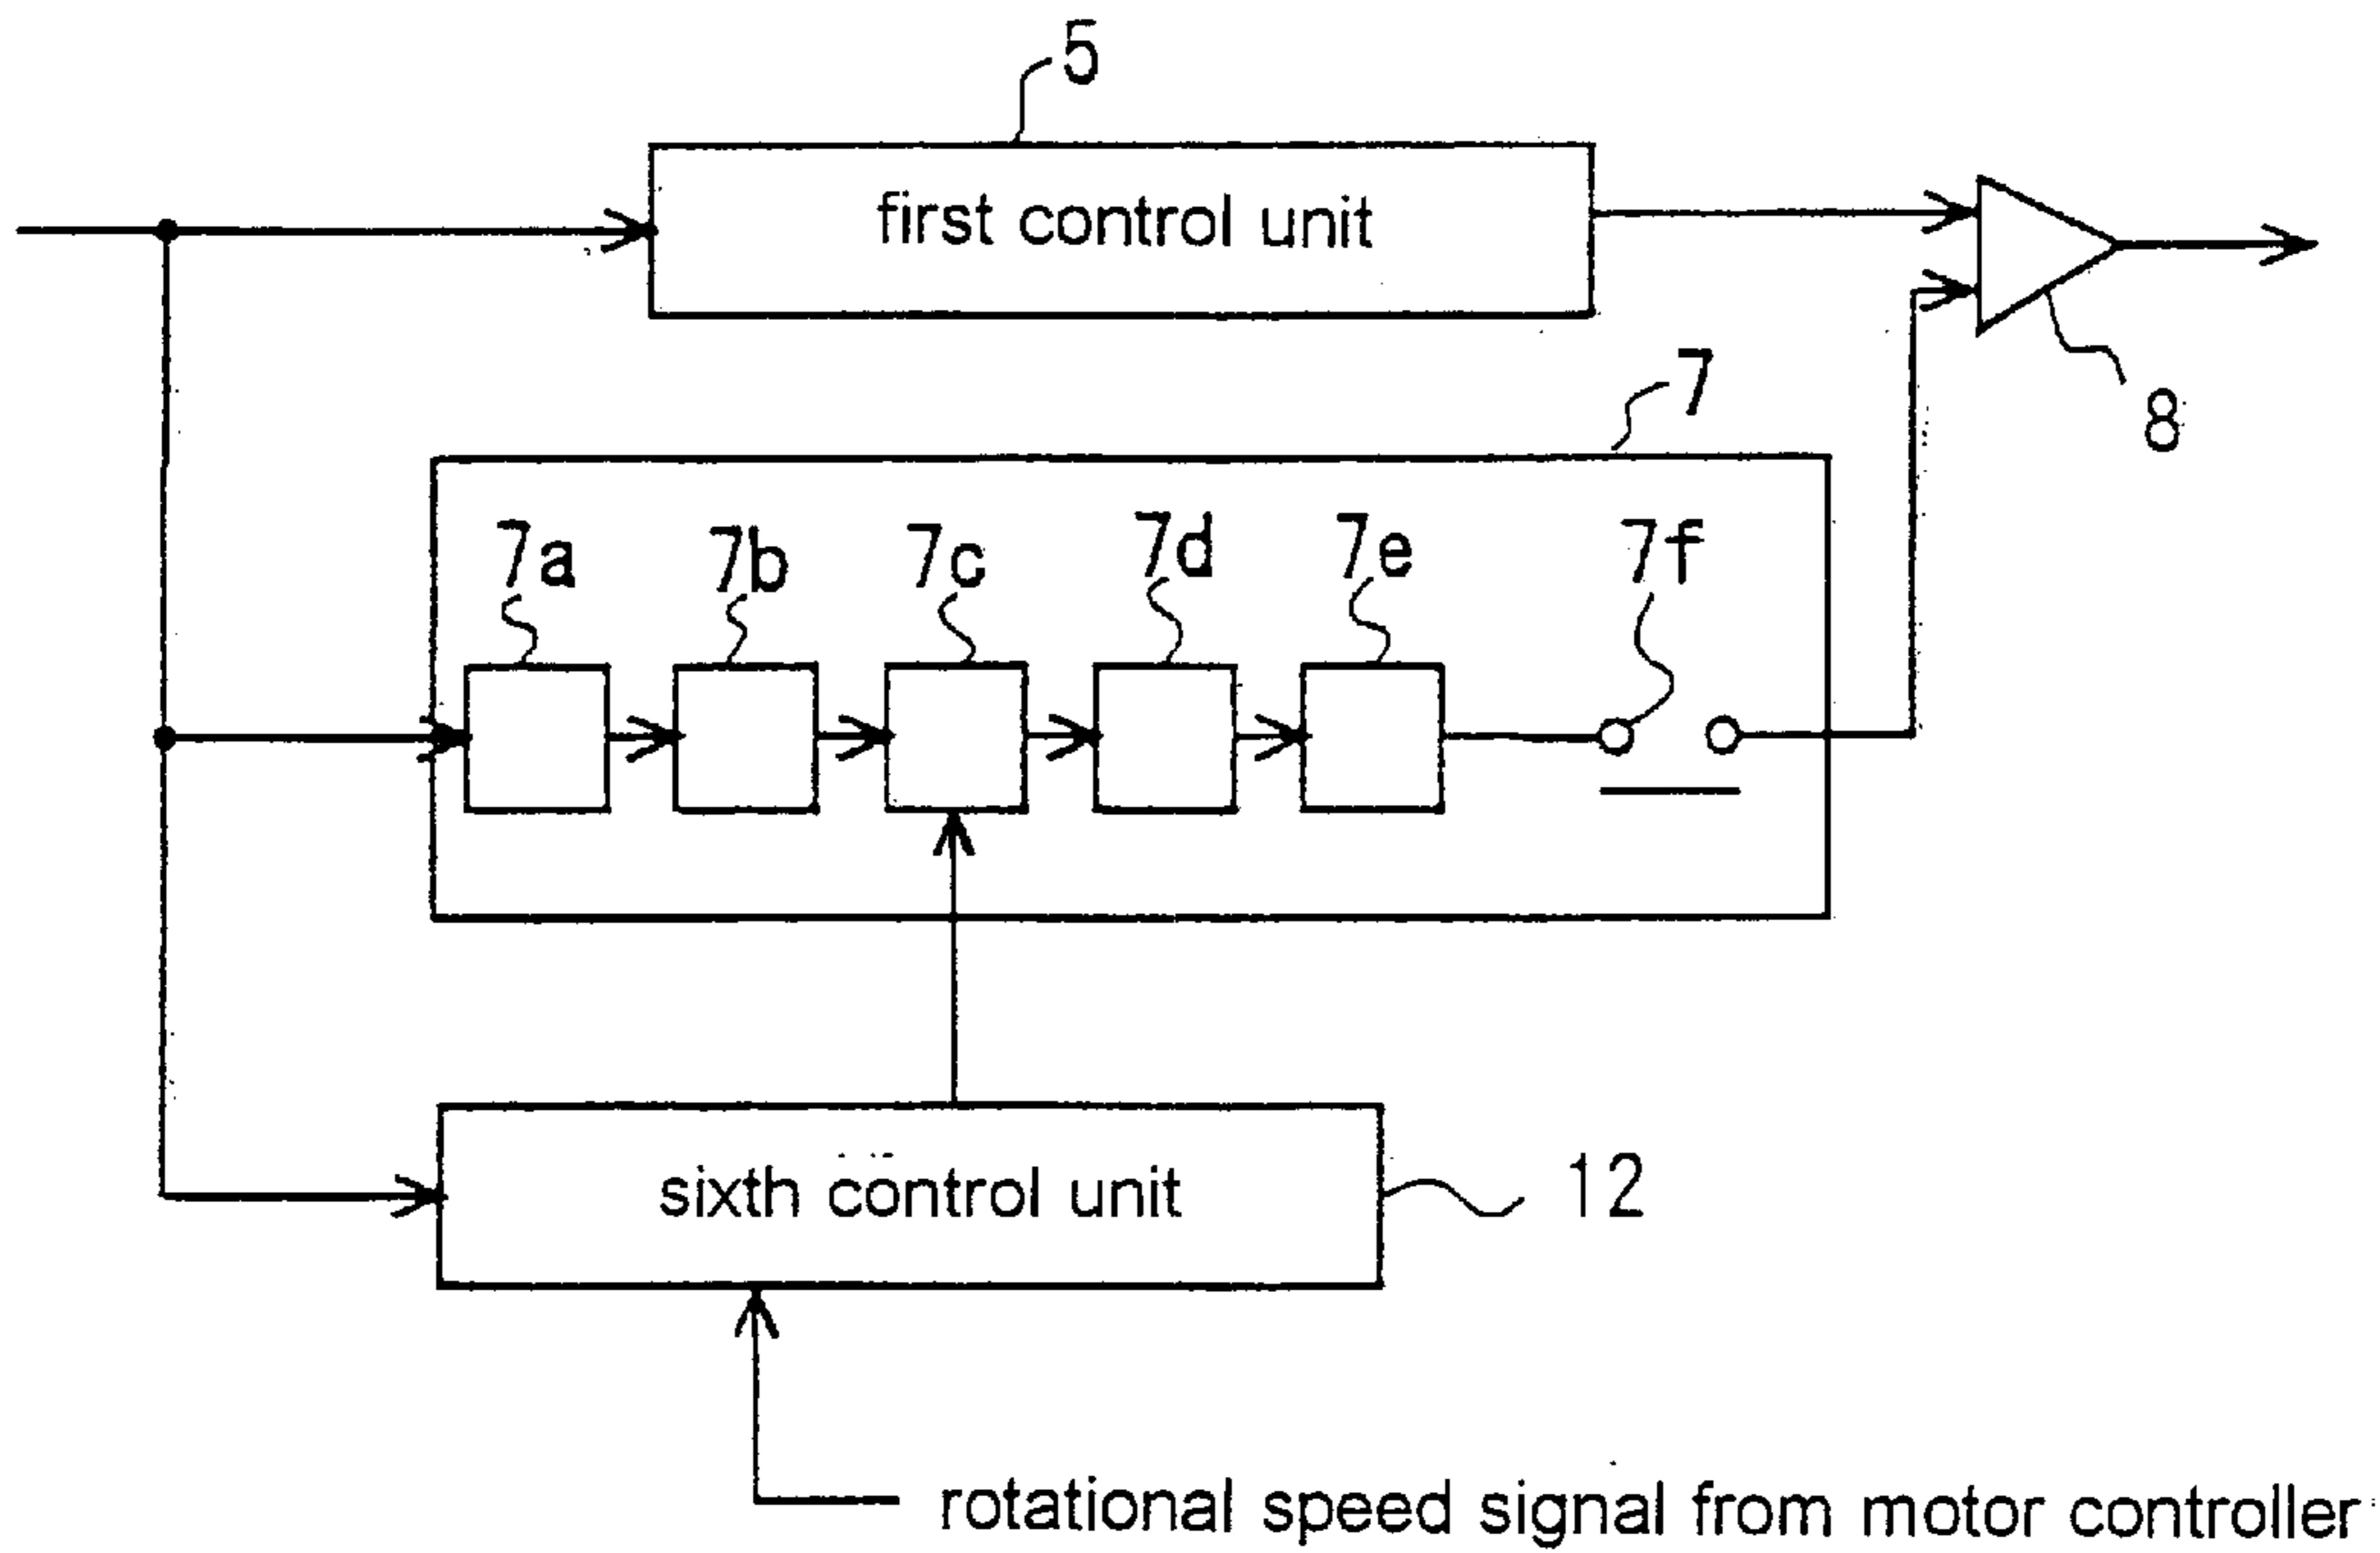 5
first control unit
8
7
7a 7b 7c 7d 7e 7f
sixth control unit
12
rotational speed signal from motor controller